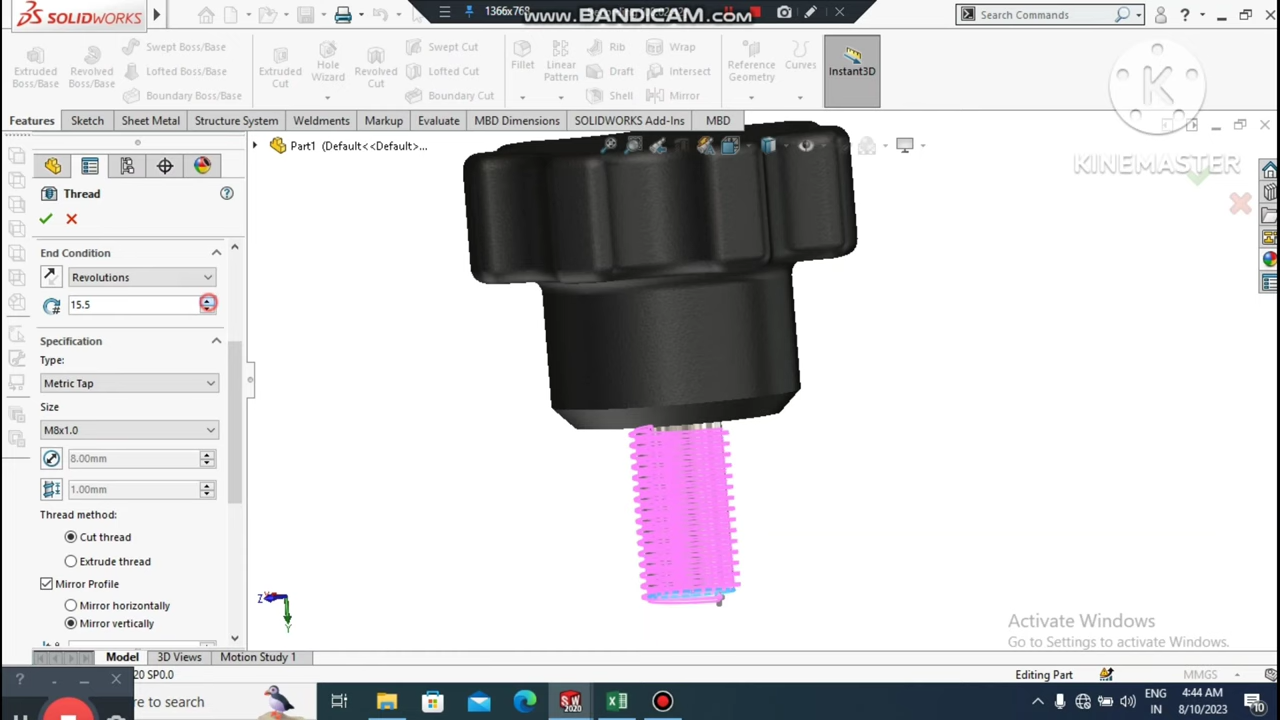 SOLIDWORKS
1366x768
www.BANDICAM.com
Search Commands
Extruded Boss/Base
Revolved Boss/Base
Swept Boss/Base
Lofted Boss/Base
Boundary Boss/Base
Extruded Cut
Hole Wizard
Revolved Cut
Swept Cut
Lofted Cut
Boundary Cut
Fillet
Linear Pattern
Rib
Draft
Shell
Wrap
Intersect
Mirror
Reference Geometry
Curves
Instant3D
K
Features
Sketch
Sheet Metal
Structure System
Weldments
Markup
Evaluate
MBD Dimensions
SOLIDWORKS Add-Ins
MBD
Part1 (Default<<Default>...
KINEMASTER
Thread
End Condition
Revolutions
15.5
Specification
Type:
Metric Tap
Size
M8x1.0
8.00mm
1.00mm
Thread method:
Cut thread
Extrude thread
Mirror Profile
Mirror horizontally
Mirror vertically
Z
Y
Activate Windows
Go to Settings to activate Windows.
Model
3D Views
Motion Study 1
20 SP0.0
Editing Part
MMGS
to search
SW
2020
ENG
IN
4:44 AM
8/10/2023
10